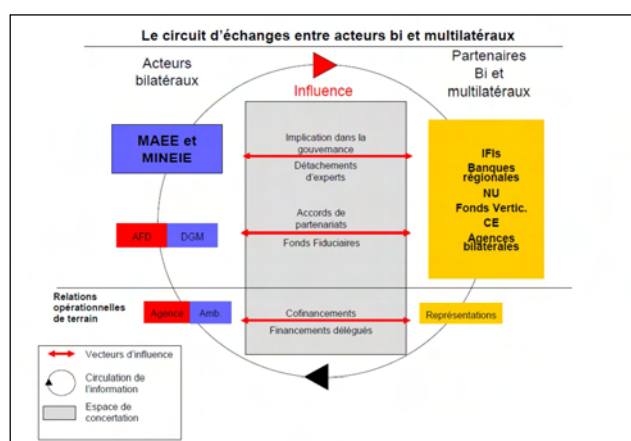 Le circuit d'échanges entre acteurs bi et multilatéraux
Acteurs
bilatéraux
Partenaires
Bi et
multilatéraux
Influence
MAEE et
MINEIE
Implication dans la
gouvernance
Détachements
d'experts
IFIs
Banques
régionales
NU
Fonds Vertic.
CE
Agences
bilatérales
AFD
DGM
Accords de
partenariats
Fonds Fiduciaires
Relations
opérationnelles
de terrain
Agence
Amb.
Cofinancements
Financements délégués
Représentations
Vecteurs d'influence
Circulation de
l'information
Espace de
concertation